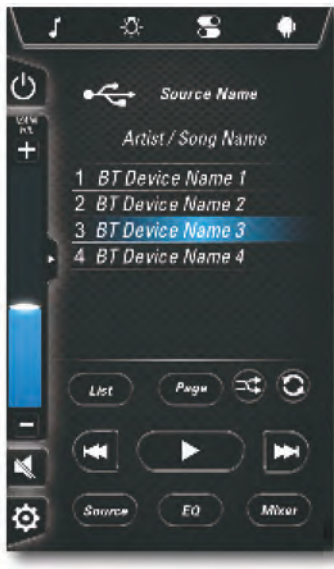 Source Name
Artist / Song Name
+
1 BT Device Name 1
2 BT Device Name 2
3 BT Device Name 3
4 BT Device Name 4
List Page
-
Source EQ Mixer